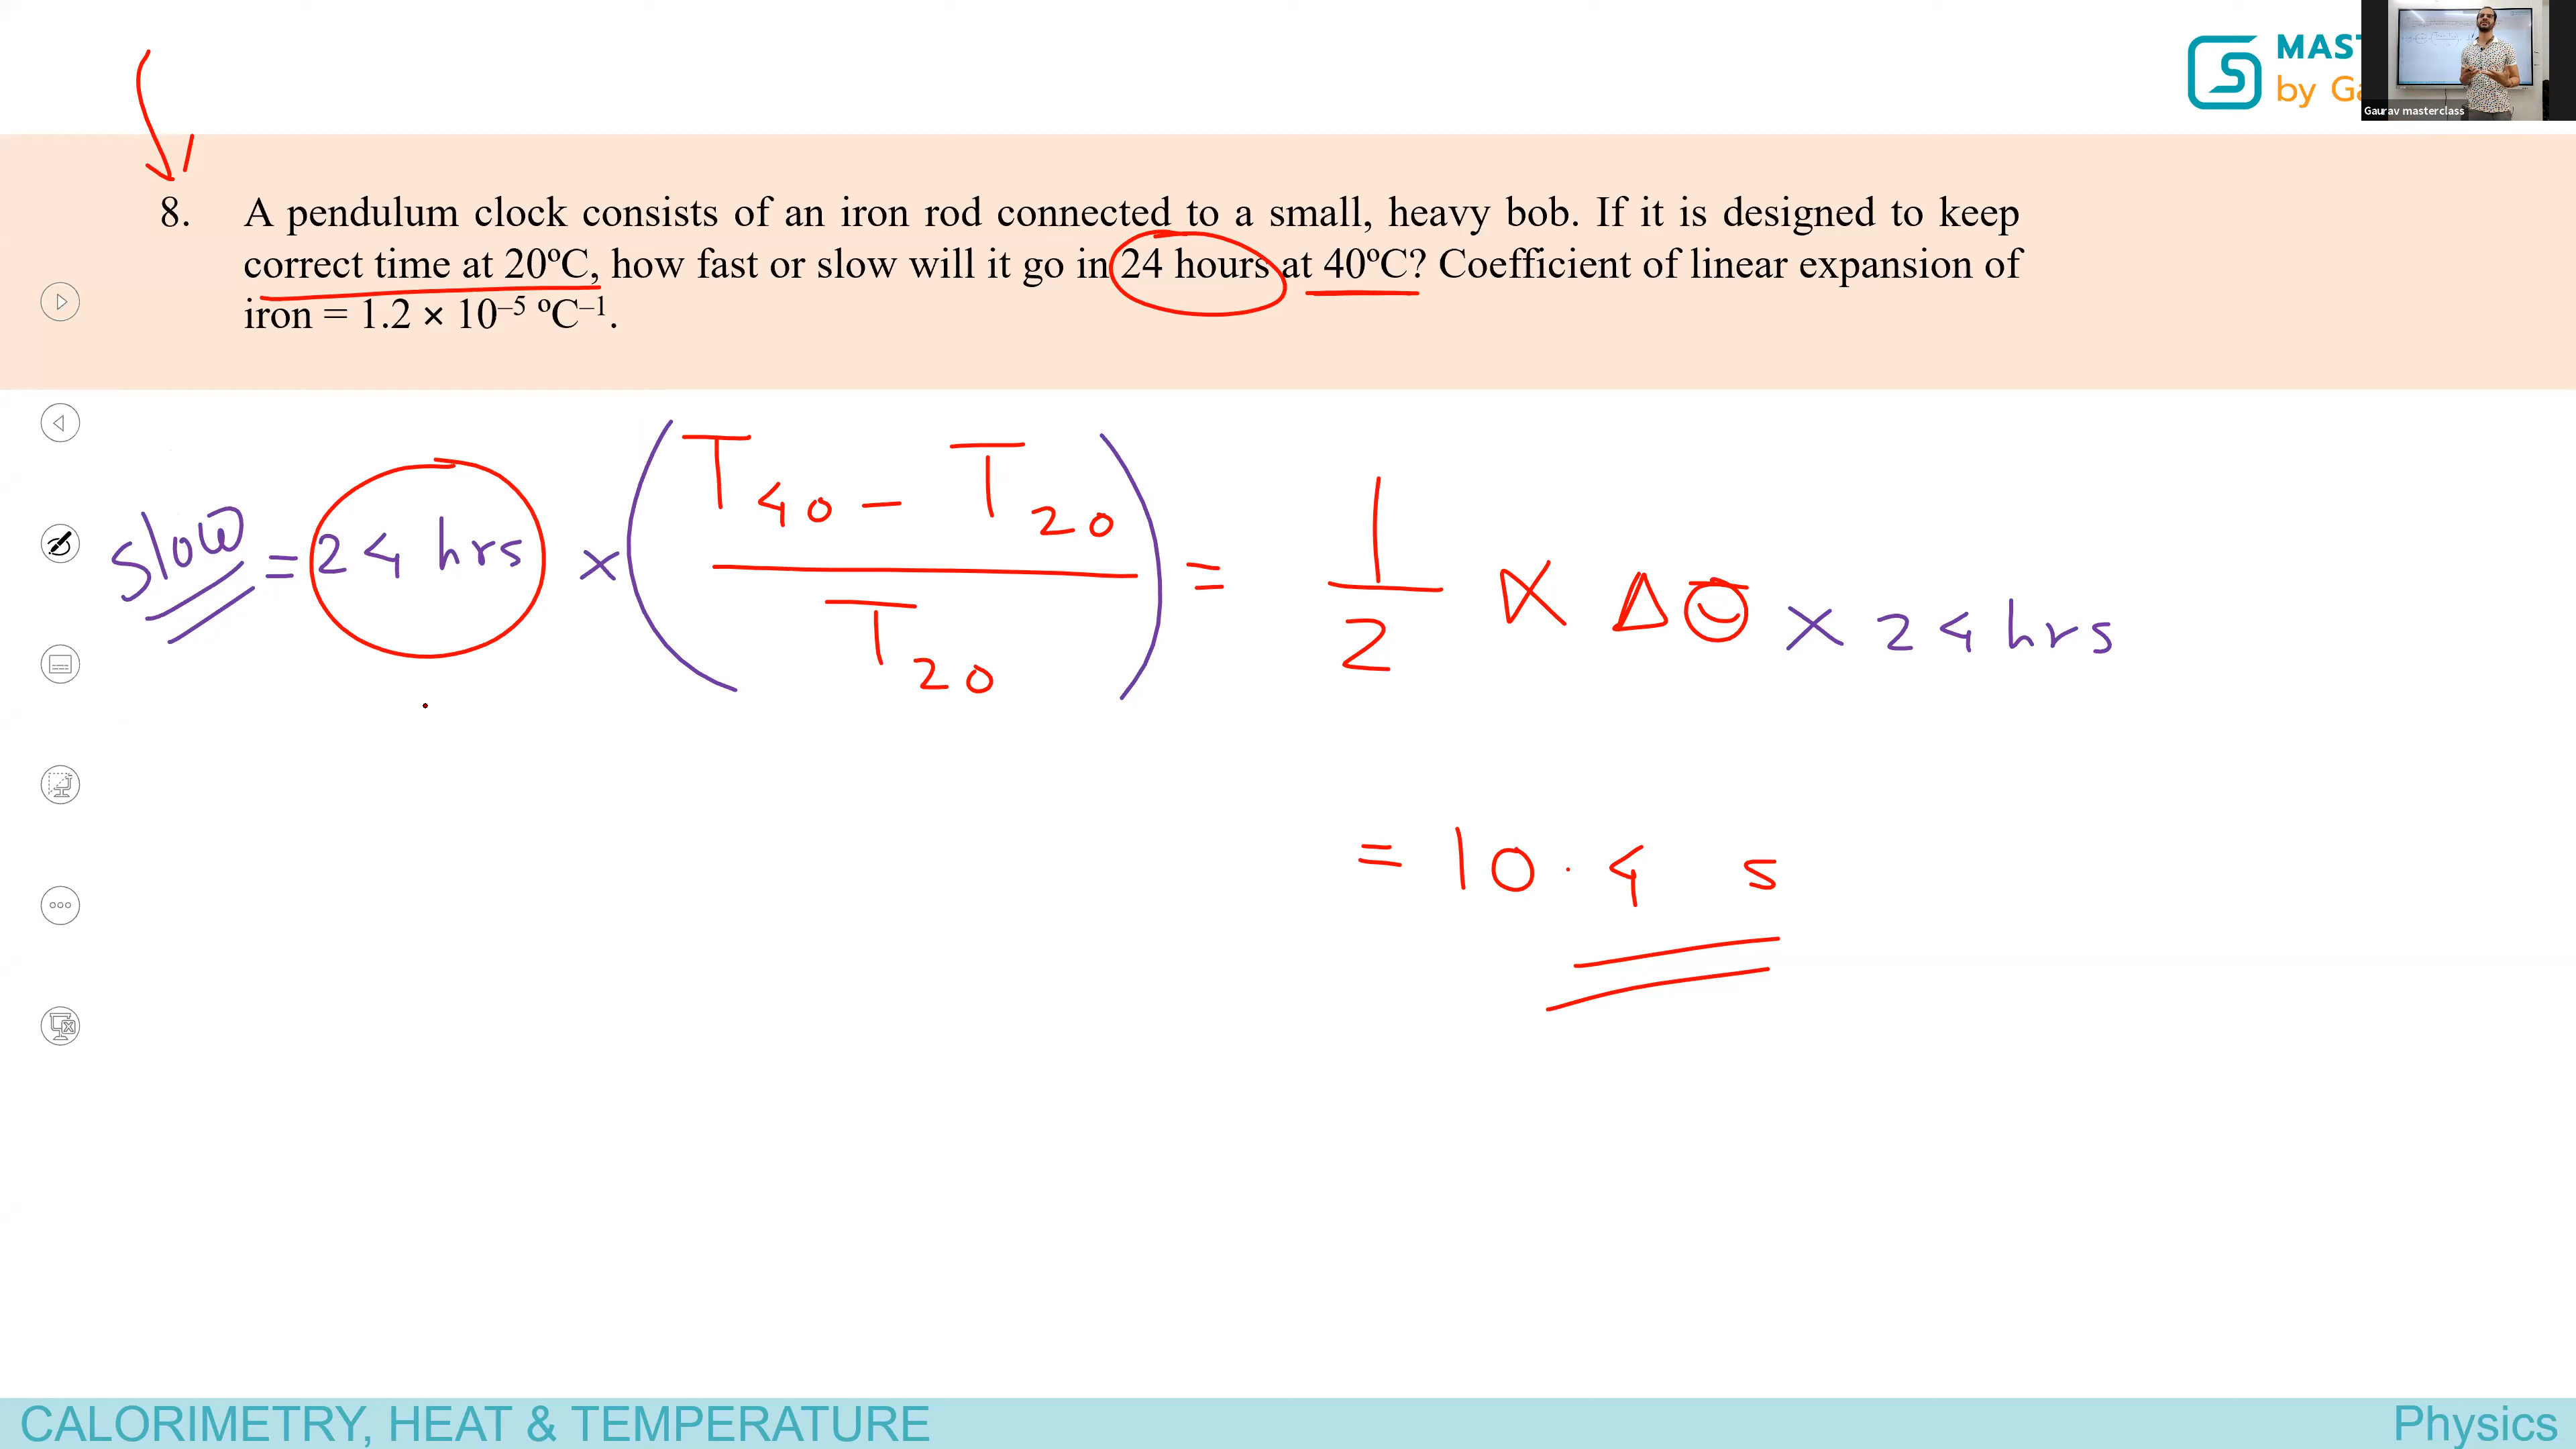 MAST
by Ga
Gaurav masterclass
8. A pendulum clock consists of an iron rod connected to a small, heavy bob. If it is designed to keep
correct time at 20ºC, how fast or slow will it go in 24 hours at 40ºC? Coefficient of linear expansion of
iron = 1.2 × 10⁻⁵ ºC⁻¹.
slow = 24 hrs × (T₄₀ − T₂₀ / T₂₀) = 1/2 α Δθ × 24 hrs
= 10.4 s
CALORIMETRY, HEAT & TEMPERATURE
Physics